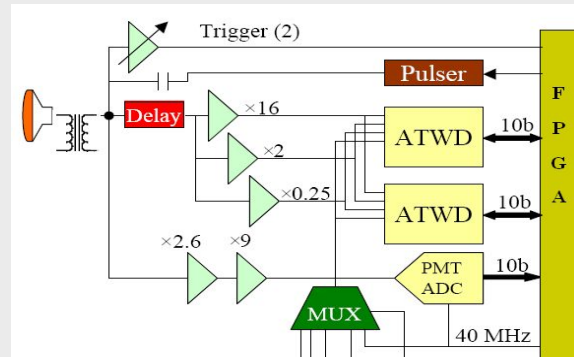 Trigger (2)
Pulser
F
P
G
A
Delay
×16
ATWD
10b
×2
×0.25
ATWD
10b
×2.6
×9
PMT
ADC
10b
MUX
40 MHz